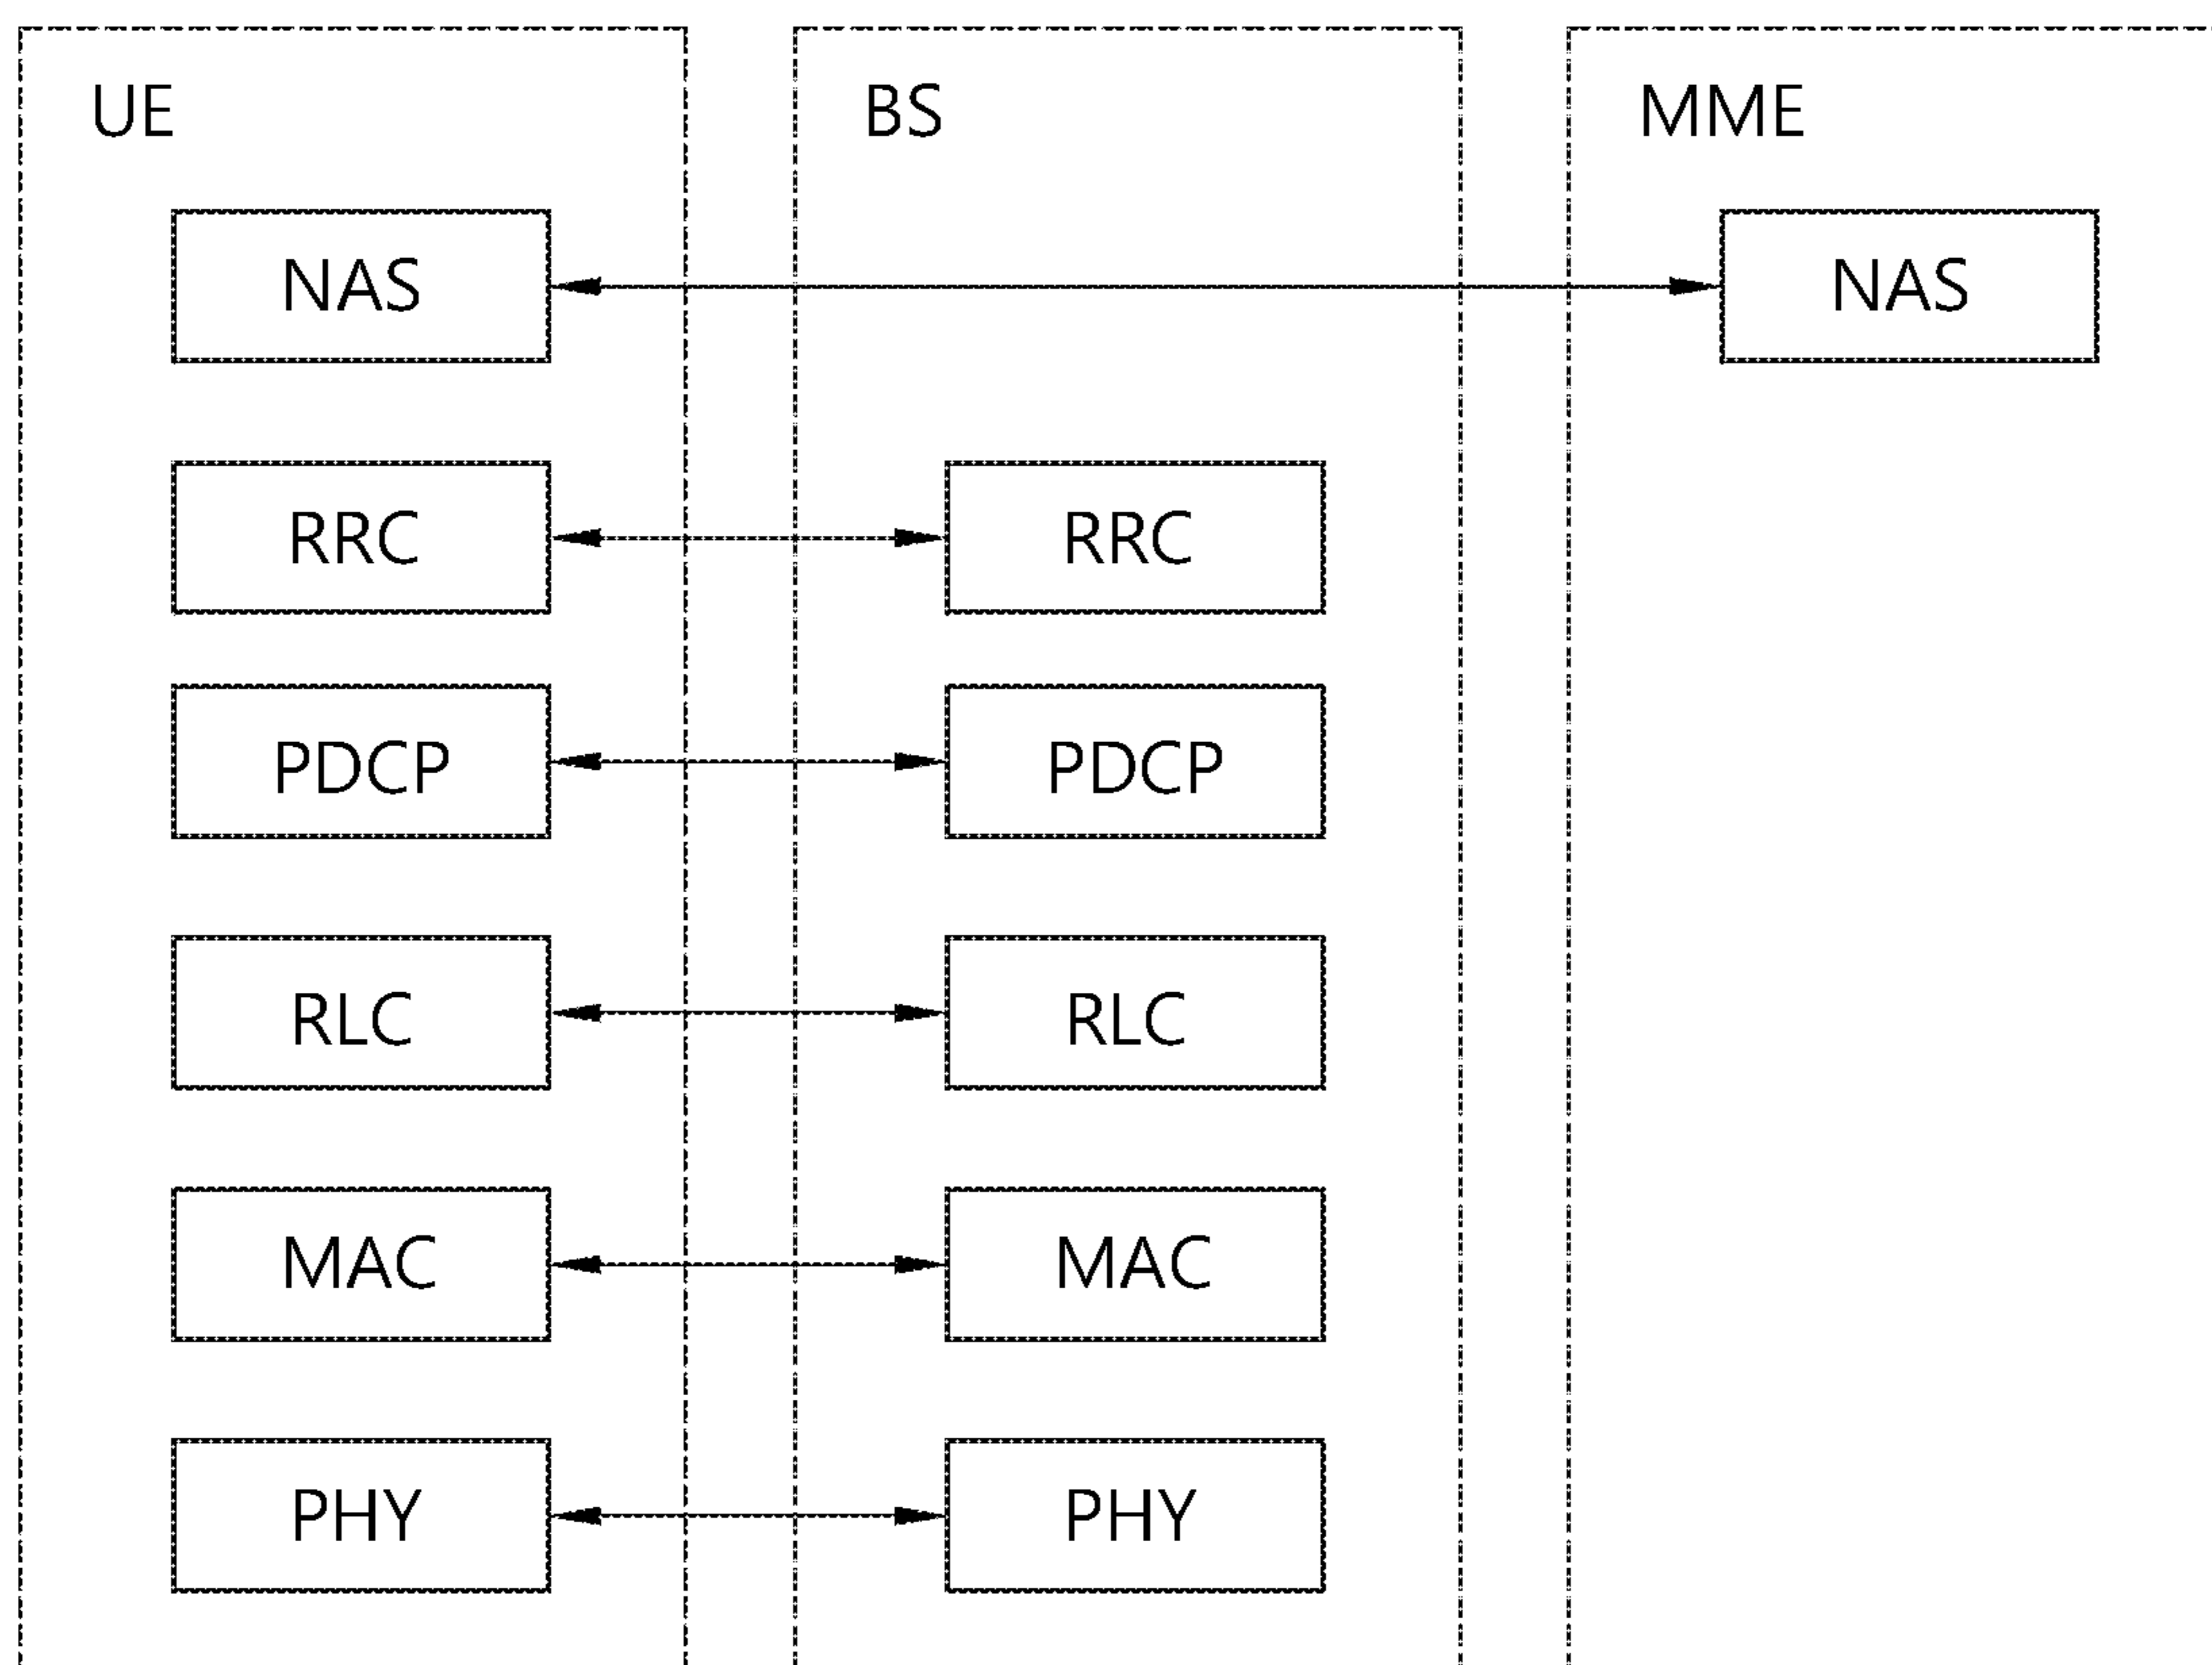 UE
BS
MME
NAS
NAS
RRC
RRC
PDCP
PDCP
RLC
RLC
MAC
MAC
PHY
PHY